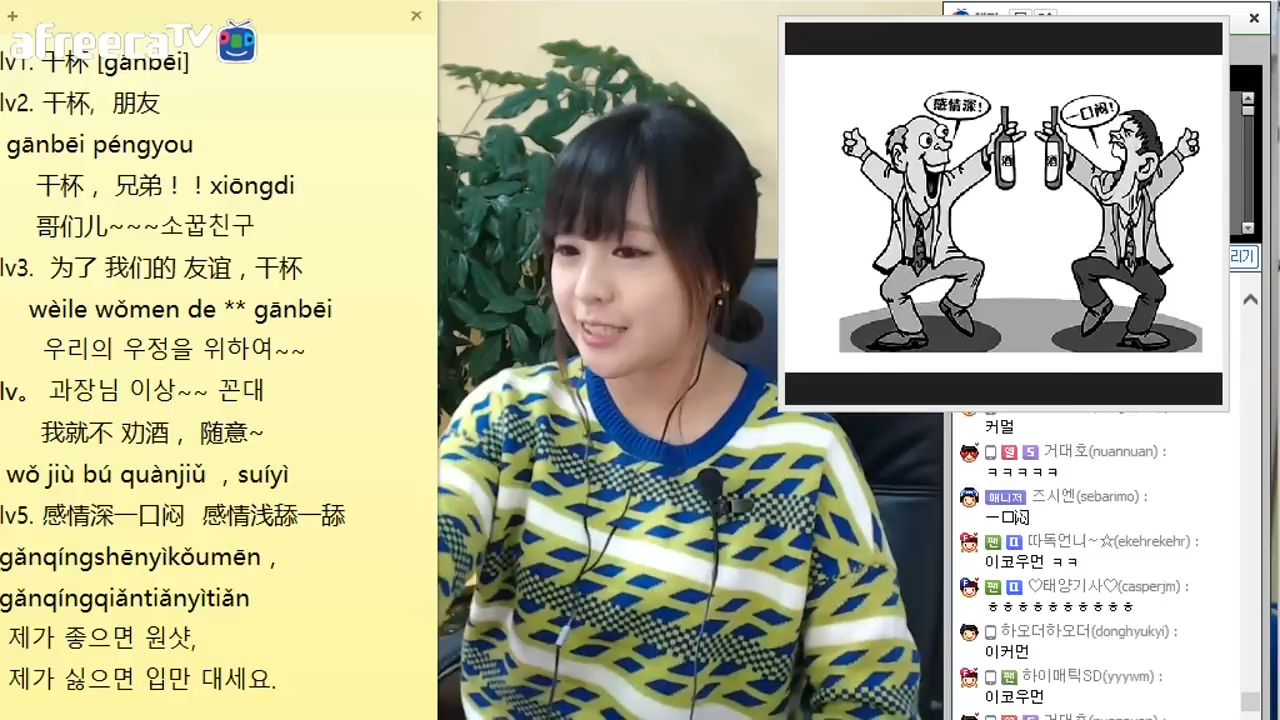 afreecaTV
lv1. 干杯 [gānbēi]
lv2. 干杯, 朋友
gānbēi péngyou
干杯 , 兄弟! ! xiōngdi
哥们儿~~~소꿉친구
lv3. 为了 我们的 友谊 , 干杯
wèile wǒmen de ** gānbēi
우리의 우정을 위하여~~
lv。 과장님 이상~~ 꼰대
我就不 劝酒 , 随意~
wǒ jiù bú quànjiǔ , suíyì
lv5. 感情深一口闷 感情浅舔一舔
gǎnqíngshēnyìkǒumēn ,
gǎnqíngqiǎntiǎnyìtiǎn
제가 좋으면 원샷,
제가 싫으면 입만 대세요.
感情深!
一口闷!
酒
酒
리기
커멀
열 5 거대호(nuannuan) :
ㅋㅋㅋㅋㅋ
매니저 즈시엔(sebarimo) :
一口闷
팬 따독언니~☆(ekehrekehr) :
이코우먼 ㅋㅋ
팬 ♡태양기사♡(casperjm) :
ㅎㅎㅎㅎㅎㅎㅎㅎㅎㅎ
하오더하오더(donghyukyi) :
이커먼
팬 하이매틱SD(yyywm) :
이코우먼